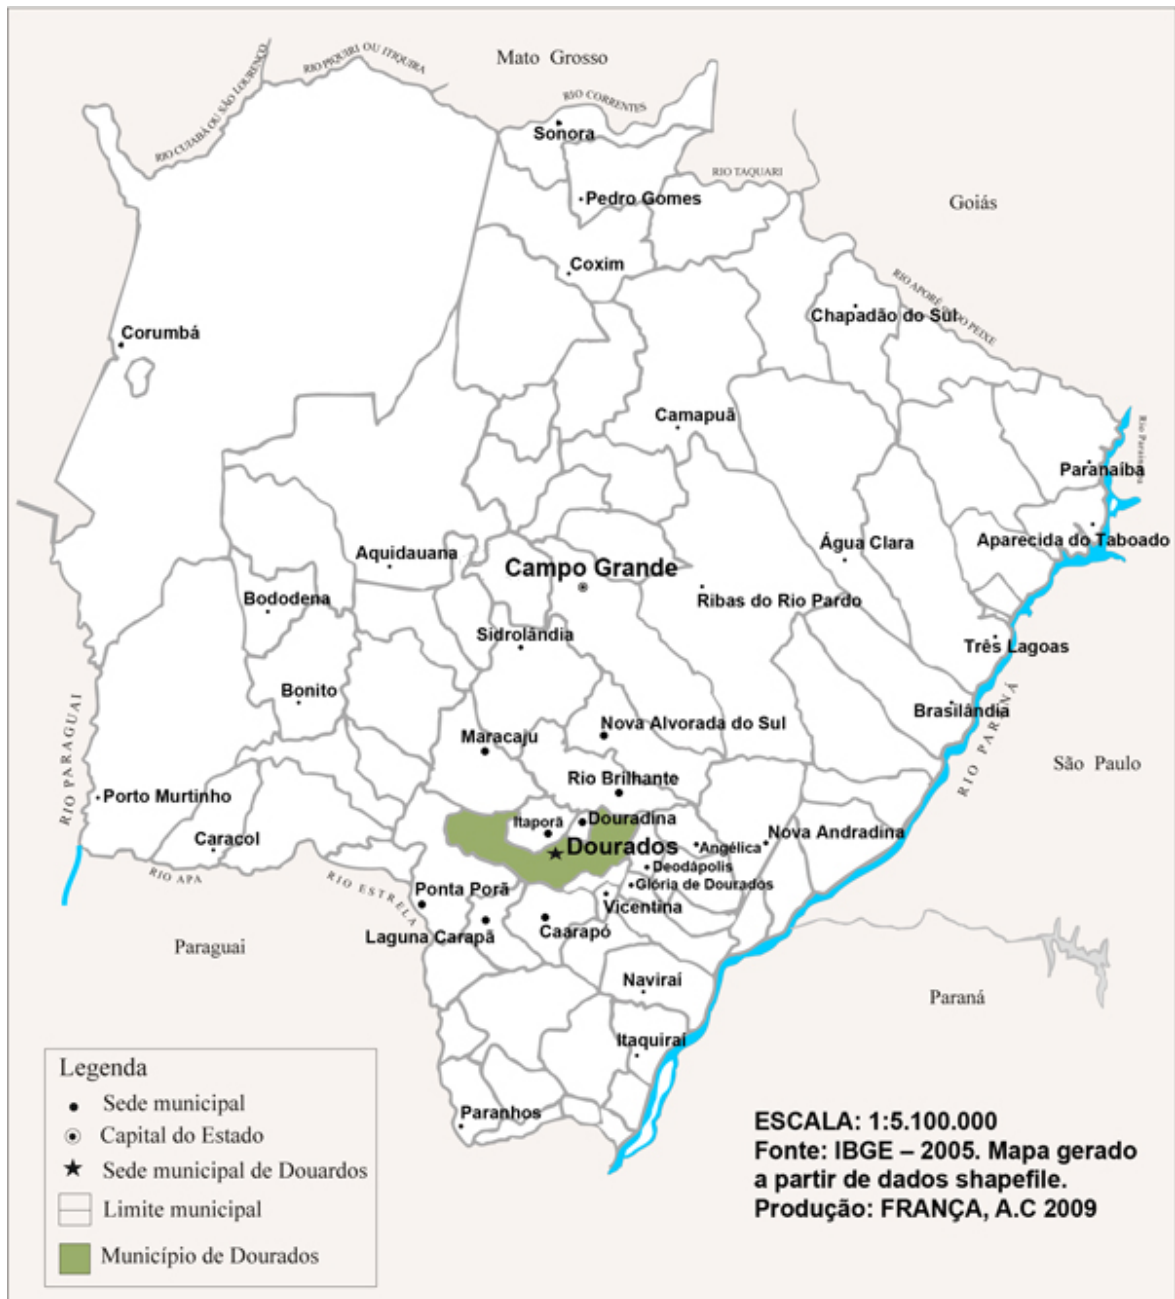 Mato Grosso
RIO PIQUIRI OU ITIQUIRA
RIO CUIABÁ OU SÃO LOURENÇO
RIO CORRENTES
Sonora
RIO TAQUARI
Pedro Gomes
Goiás
Coxim
RIO APORÉ OU DO PEIXE
Chapadão do Sul
Corumbá
Camapuã
Rio Paranaíba
Paranaíba
Aparecida do Taboado
Água Clara
Aquidauana
Campo Grande
Ribas do Rio Pardo
Bododena
Sidrolândia
Três Lagoas
Bonito
Brasilândia
RIO PARANÁ
Nova Alvorada do Sul
Maracaju
RIO PARAGUAI
São Paulo
Rio Brilhante
Porto Murtinho
Itaporã
Douradina
Caracol
Nova Andradina
Dourados
Angélica
Deodápolis
RIO APA
RIO ESTRELA
Glória de Dourados
Ponta Porã
Vicentina
Laguna Carapã
Caarapó
Paraguai
Naviraí
Paraná
Itaquiraí
Paranhos
Legenda
Sede municipal
Capital do Estado
Sede municipal de Douardos
Limite municipal
Município de Dourados
ESCALA: 1:5.100.000
Fonte: IBGE – 2005. Mapa gerado
a partir de dados shapefile.
Produção: FRANÇA, A.C 2009